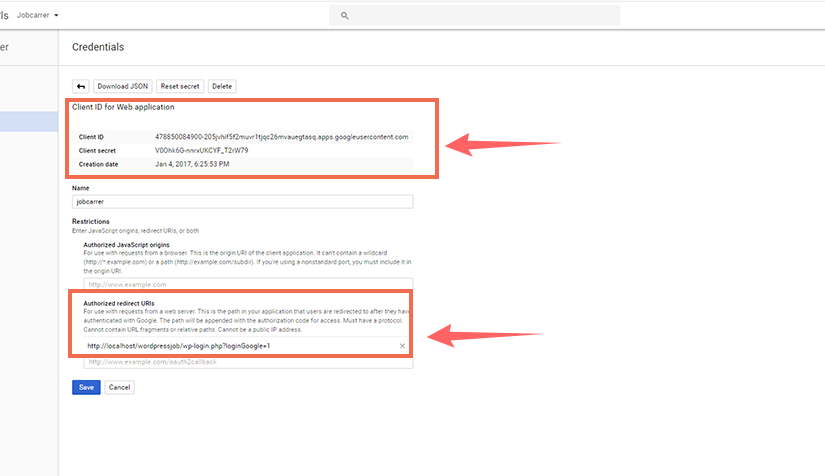 Jobcarrer
er
Credentials
Download JSON Reset secret Delete
Client ID for Web application
Client ID 478850084900-205jvhif5f2muvr1tjqc26mvauegtasq.apps.googleusercontent.com
Client secret V0Ohk6G-nnrxUKCYF_T2rW79
Creation date Jan 4, 2017, 6:25:53 PM
Name
jobcarrer
Restrictions
Enter JavaScript origins, redirect URIs, or both
Authorized JavaScript origins
For use with requests from a browser. This is the origin URI of the client application. It can't contain a wildcard
(http://*.example.com) or a path (http://example.com/subdir). If you're using a nonstandard port, you must include it in
the origin URI.
http://www.example.com
Authorized redirect URIs
For use with requests from a web server. This is the path in your application that users are redirected to after they have
authenticated with Google. The path will be appended with the authorization code for access. Must have a protocol.
Cannot contain URL fragments or relative paths. Cannot be a public IP address.
http://localhost/wordpressjob/wp-login.php?loginGoogle=1
http://www.example.com/oauth2callback
Save Cancel